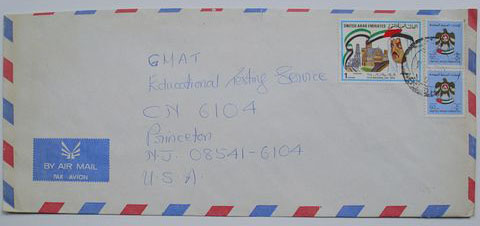 UNITED ARAB EMIRATES
GMAT
Educational Testing Service
CN 6104
Princeton
N.J. 08541-6104
U.S.A.
BY AIR MAIL
PAR AVION